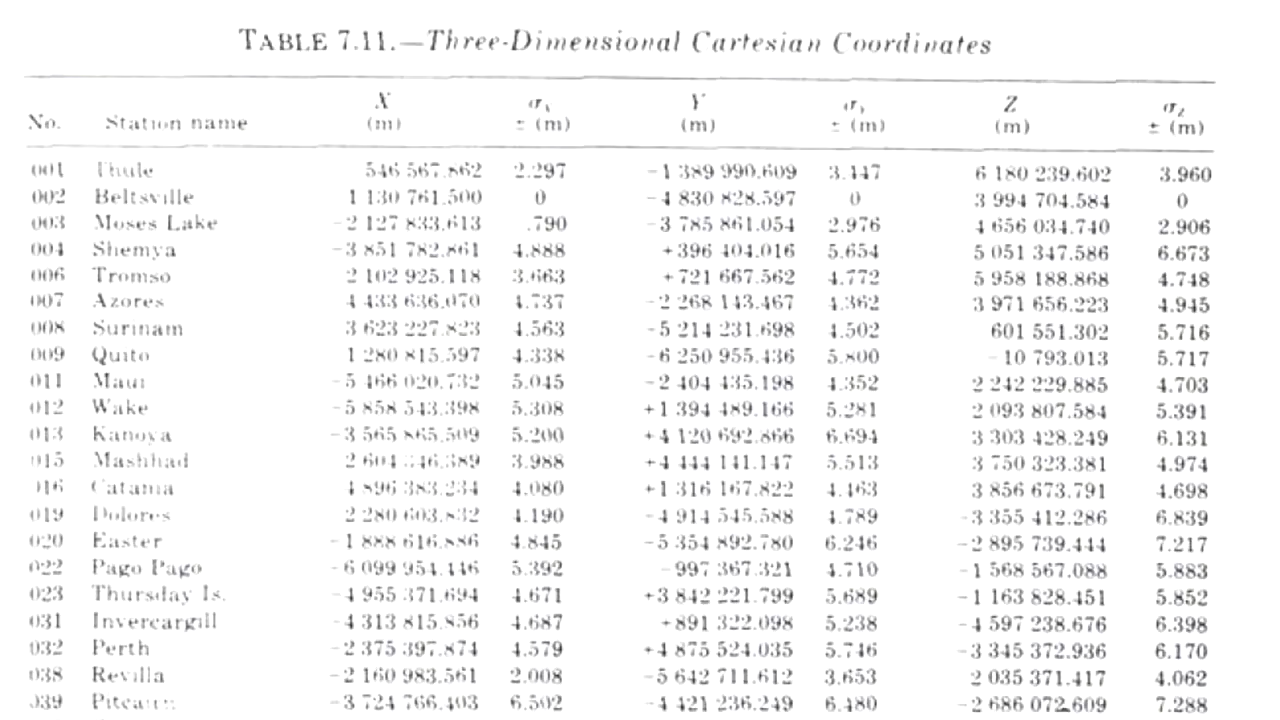 TABLE 7.11.—Three-Dimensional Cartesian Coordinates
No. Station name X (m) σx ± (m) Y (m) σy ± (m) Z (m) σz ± (m)
001 Thule 546 567.862 2.297 −1 389 990.609 3.447 6 180 239.602 3.960
002 Beltsville 1 130 761.500 0 −4 830 828.597 0 3 994 704.584 0
003 Moses Lake −2 127 833.613 .790 −3 785 861.054 2.976 4 656 034.740 2.906
004 Shemya −3 851 782.861 4.888 +396 404.016 5.654 5 051 347.586 6.673
006 Tromso 2 102 925.118 3.663 +721 667.562 4.772 5 958 188.868 4.748
007 Azores 4 433 636.070 4.737 −2 268 143.467 4.362 3 971 656.223 4.945
008 Surinam 3 623 227.823 4.563 −5 214 231.698 4.502 601 551.302 5.716
009 Quito 1 280 815.597 4.338 −6 250 955.436 5.800 −10 793.013 5.717
011 Maui −5 466 020.732 5.045 −2 404 435.198 4.352 2 242 229.885 4.703
012 Wake −5 858 543.398 5.308 +1 394 489.166 5.281 2 093 807.584 5.391
013 Kanoya −3 565 865.509 5.200 +4 120 692.866 6.694 3 303 428.249 6.131
015 Mashhad 2 604 346.389 3.988 +4 444 141.147 5.513 3 750 323.381 4.974
016 Catania 4 896 383.234 4.080 +1 316 167.822 4.463 3 856 673.791 4.698
019 Dolores 2 280 603.832 4.190 −4 914 545.588 4.789 −3 355 412.286 6.839
020 Easter −1 888 616.886 4.845 −5 354 892.780 6.246 −2 895 739.444 7.217
022 Pago Pago −6 099 954.446 5.392 −997 367.321 4.710 −1 568 567.088 5.883
023 Thursday Is. −4 955 371.694 4.671 +3 842 221.799 5.689 −1 163 828.451 5.852
031 Invercargill −4 313 815.856 4.687 +891 322.098 5.238 −4 597 238.676 6.398
032 Perth −2 375 397.874 4.579 +4 875 524.035 5.746 −3 345 372.936 6.170
038 Revilla −2 160 983.561 2.008 −5 642 711.612 3.653 2 035 371.417 4.062
039 Pitcairn −3 724 766.403 6.502 −4 421 236.249 6.480 −2 686 072.609 7.288